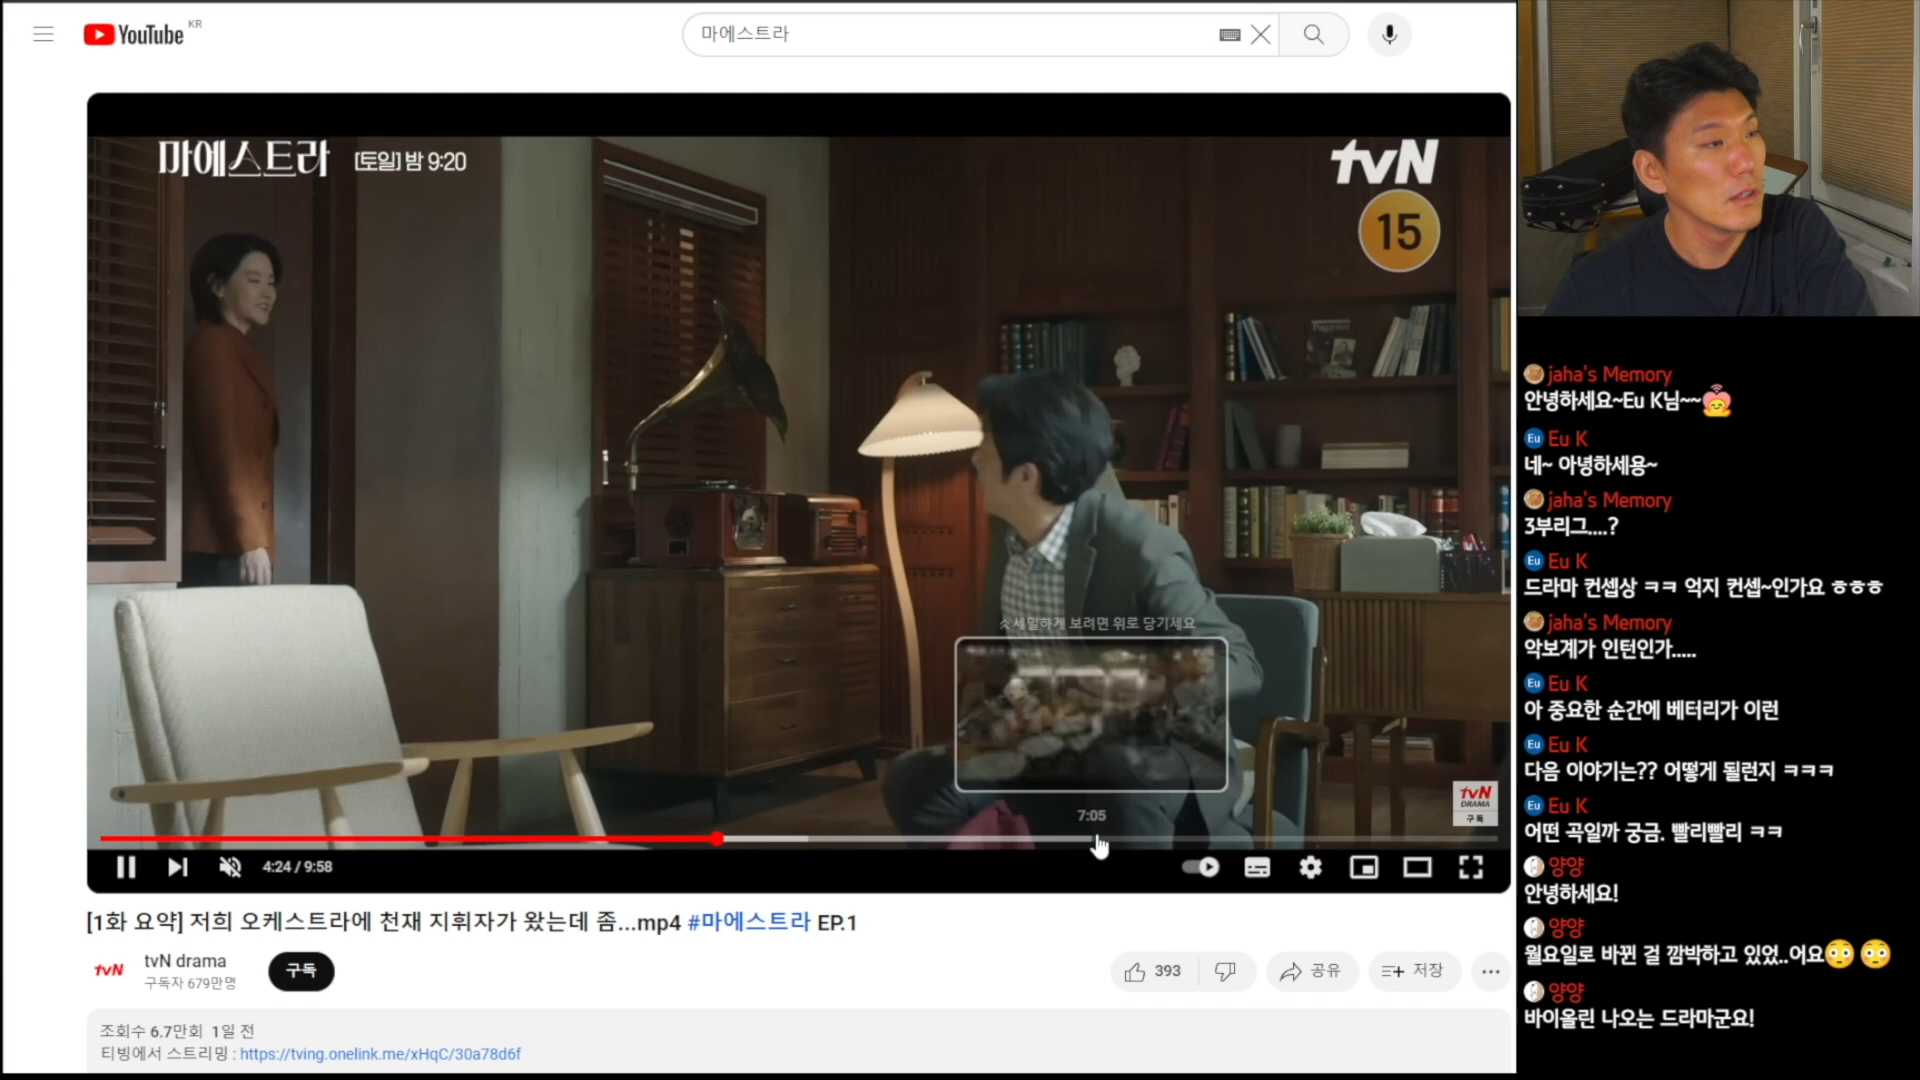 YouTube KR
마에스트라
마에스트라 [토일] 밤 9:20
tvN
15
세밀하게 보려면 위로 당기세요
7:05
tvN
DRAMA
구독
4:24 / 9:58
[1화 요약] 저희 오케스트라에 천재 지휘자가 왔는데 좀...mp4 #마에스트라 EP.1
tvN
tvN drama
구독자 679만명
구독
393
공유
저장
조회수 6.7만회 1일 전
티빙에서 스트리밍 : https://tving.onelink.me/xHqC/30a78d6f
jaha's Memory
안녕하세요~Eu K님~~
Eu Eu K
네~ 아녕하세용~
jaha's Memory
3부리그....?
Eu Eu K
드라마 컨셉상 ㅋㅋ 억지 컨셉~인가요 ㅎㅎㅎ
jaha's Memory
악보계가 인턴인가.....
Eu Eu K
아 중요한 순간에 베터리가 이런
Eu Eu K
다음 이야기는?? 어떻게 될런지 ㅋㅋㅋ
Eu Eu K
어떤 곡일까 궁금. 빨리빨리 ㅋㅋ
양양
안녕하세요!
양양
월요일로 바뀐 걸 깜박하고 있었..어요
양양
바이올린 나오는 드라마군요!